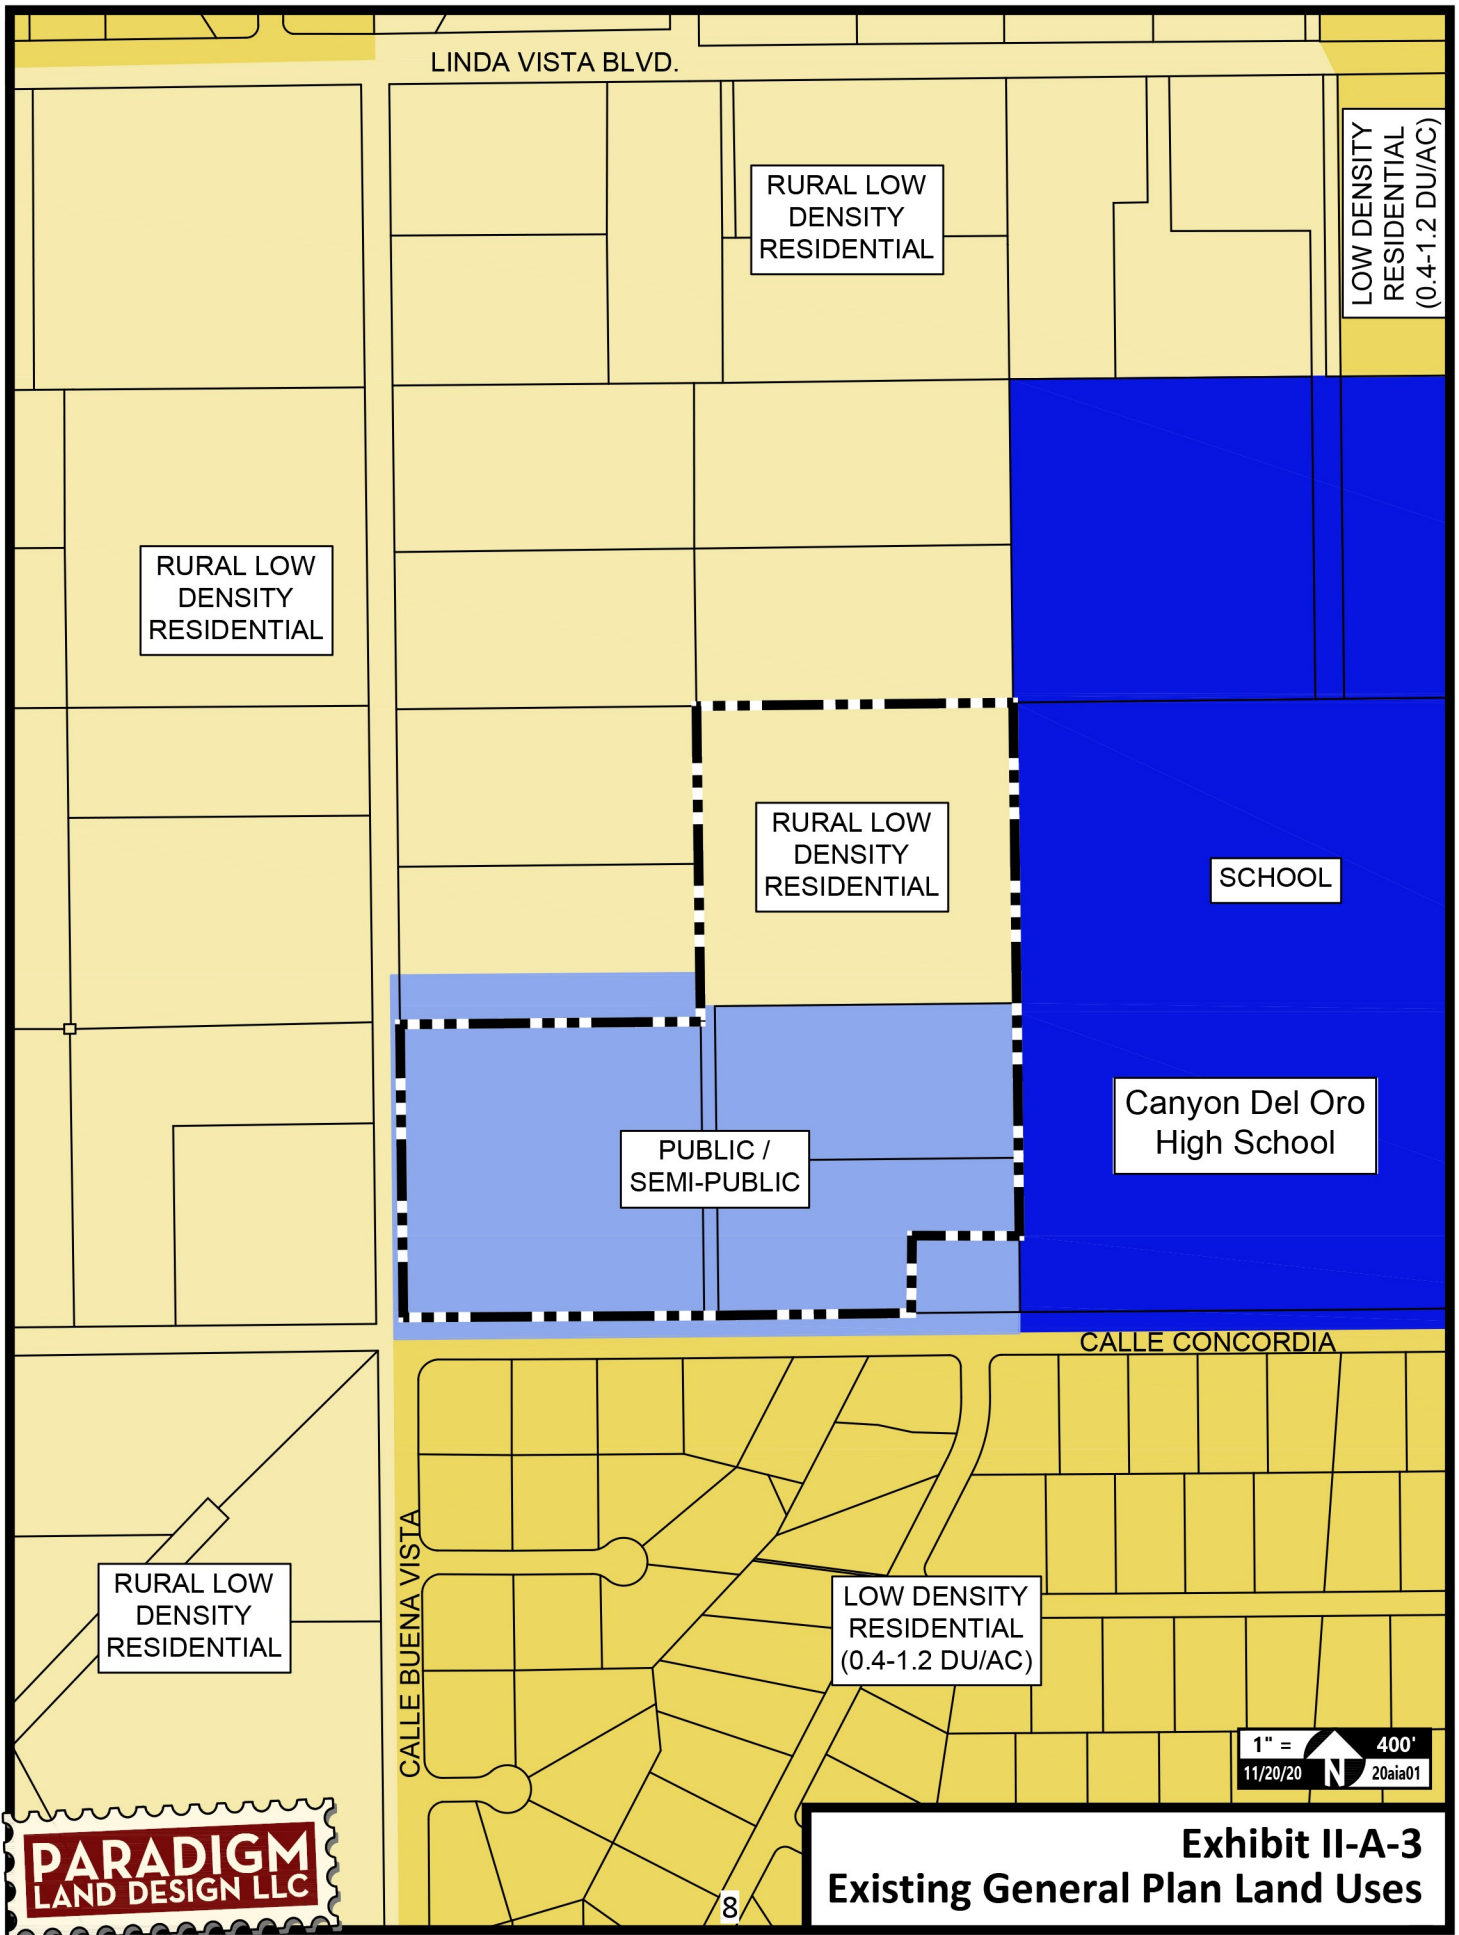 LINDA VISTA BLVD.
RURAL LOW
DENSITY
RESIDENTIAL
LOW DENSITY
RESIDENTIAL
(0.4-1.2 DU/AC)
RURAL LOW
DENSITY
RESIDENTIAL
RURAL LOW
DENSITY
RESIDENTIAL
SCHOOL
Canyon Del Oro
High School
PUBLIC /
SEMI-PUBLIC
CALLE CONCORDIA
CALLE BUENA VISTA
RURAL LOW
DENSITY
RESIDENTIAL
LOW DENSITY
RESIDENTIAL
(0.4-1.2 DU/AC)
1" = 400'
11/20/20 N 20aia01
PARADIGM
LAND DESIGN LLC
Exhibit II-A-3
Existing General Plan Land Uses
8